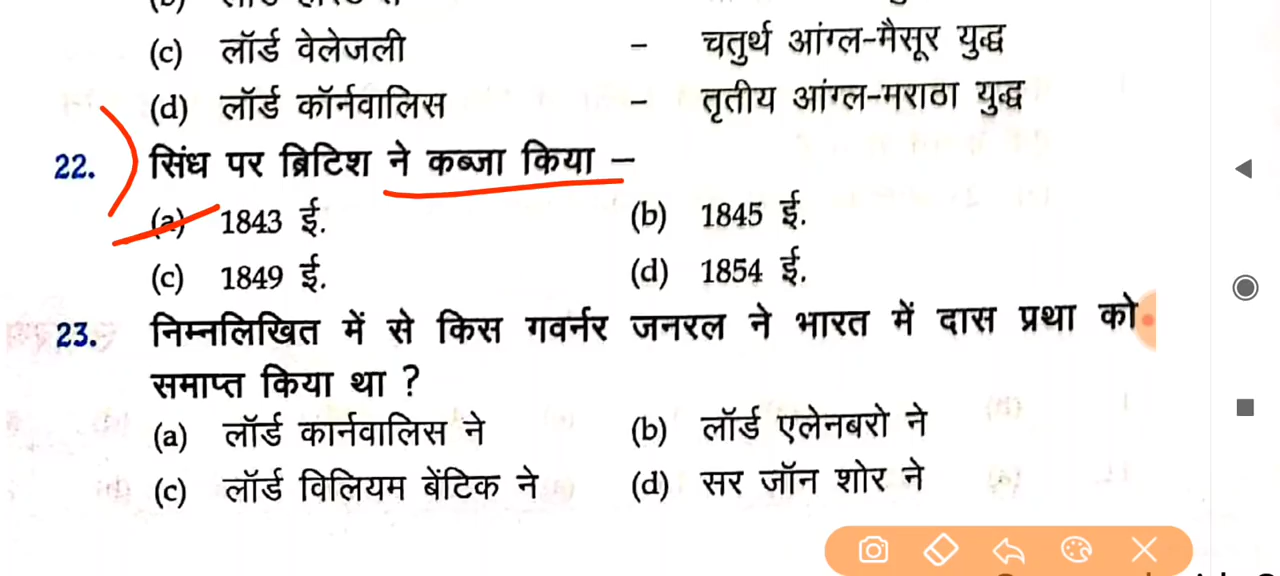 (c) लॉर्ड वेलेजली – चतुर्थ आंग्ल-मैसूर युद्ध
(d) लॉर्ड कॉर्नवालिस – तृतीय आंग्ल-मराठा युद्ध
22. सिंध पर ब्रिटिश ने कब्जा किया –
(a) 1843 ई. (b) 1845 ई.
(c) 1849 ई. (d) 1854 ई.
23. निम्नलिखित में से किस गवर्नर जनरल ने भारत में दास प्रथा को
समाप्त किया था ?
(a) लॉर्ड कार्नवालिस ने (b) लॉर्ड एलेनबरो ने
(c) लॉर्ड विलियम बेंटिक ने (d) सर जॉन शोर ने